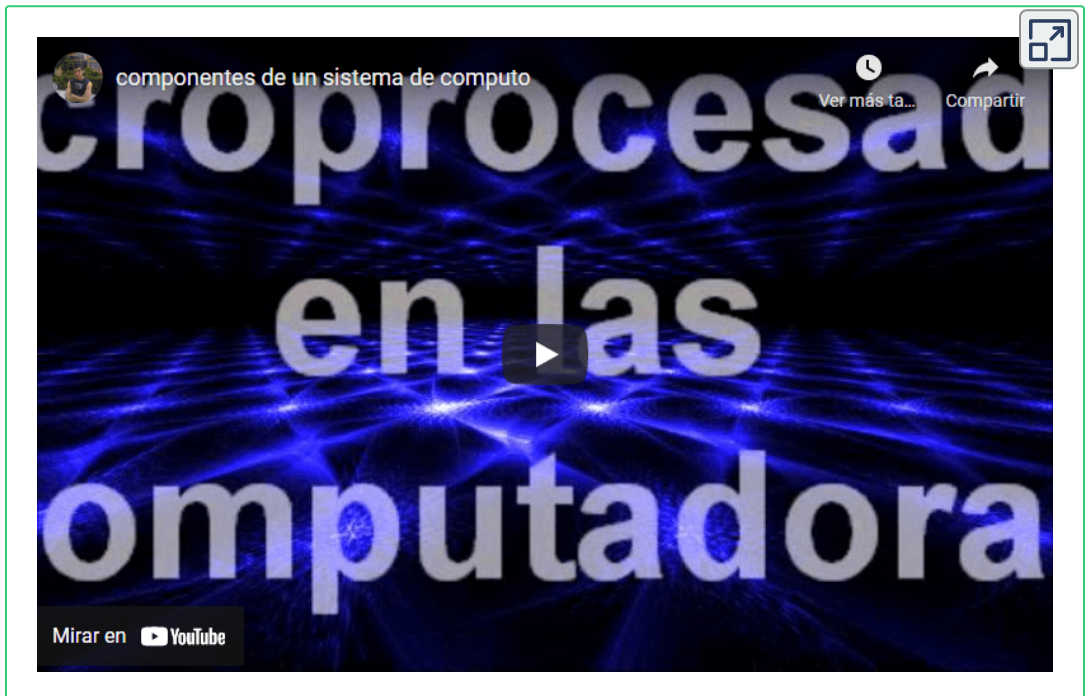 componentes de un sistema de computo
Ver más ta...
Compartir
croprocesad
en las
omputadora
Mirar en YouTube